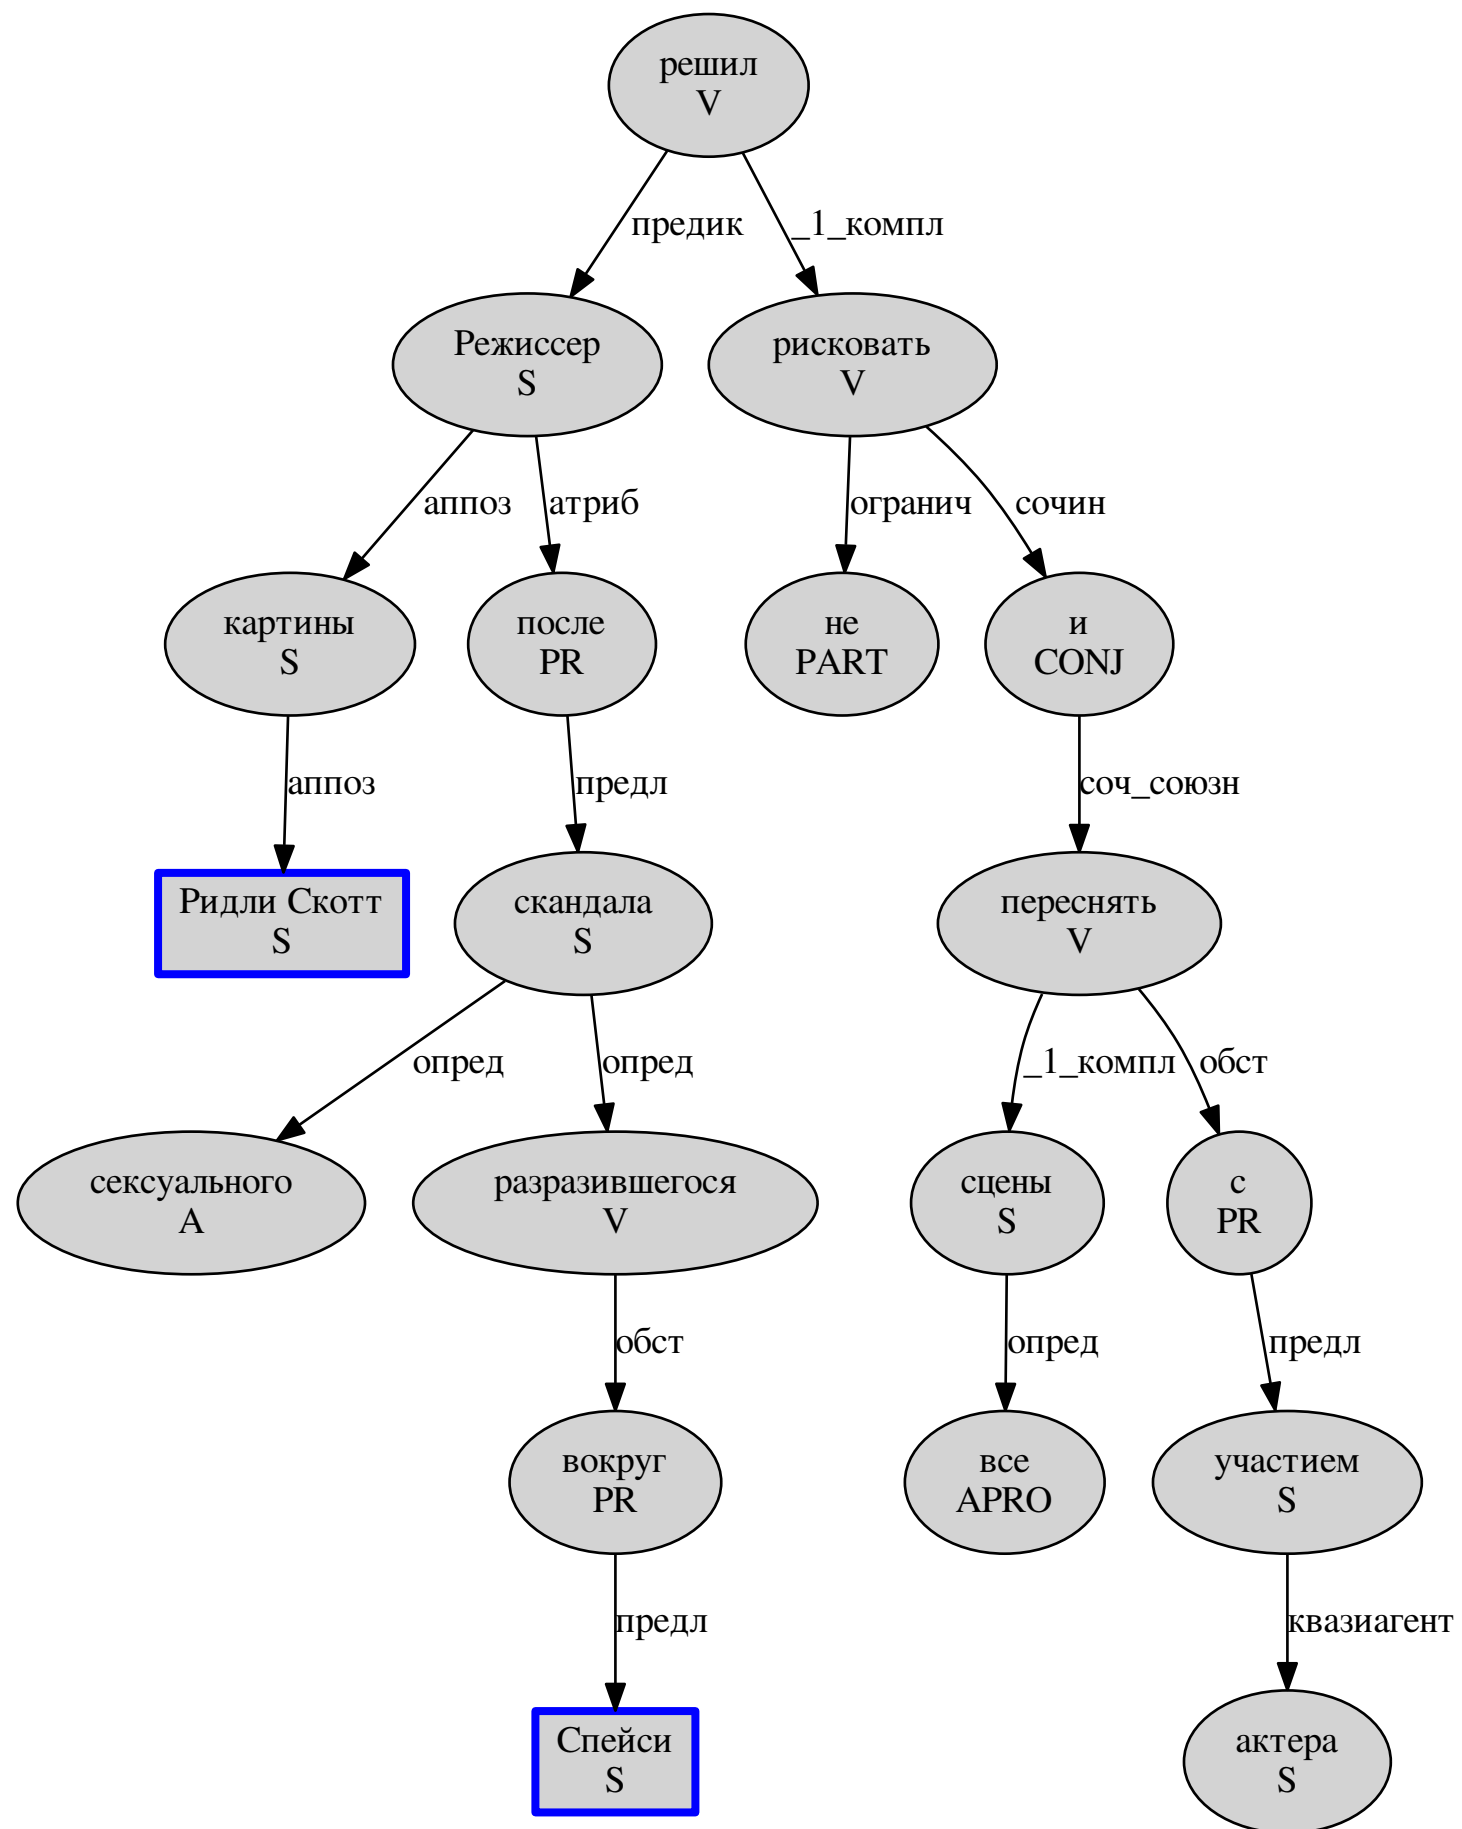 решил
V
предик
_1_компл
Режиссер
S
рисковать
V
аппоз
атриб
огранич
сочин
картины
S
после
PR
не
PART
и
CONJ
аппоз
предл
соч_союзн
Ридли Скотт
S
скандала
S
переснять
V
опред
опред
_1_компл
обст
сексуального
A
разразившегося
V
сцены
S
с
PR
обст
опред
предл
вокруг
PR
все
APRO
участием
S
предл
квазиагент
Спейси
S
актера
S